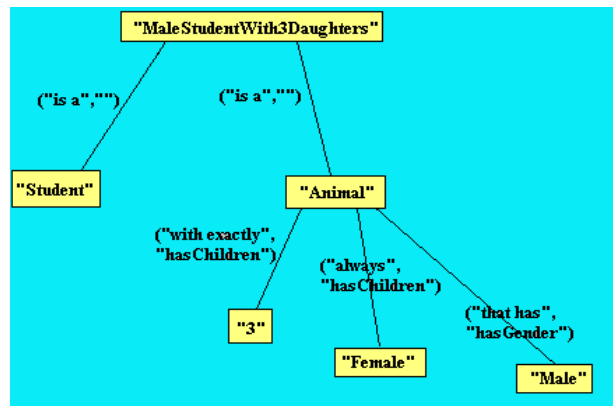 "MaleStudentWith3Daughters"
("is a","")
("is a","")
"Student"
"Animal"
("with exactly",
"hasChildren")
("always",
"hasChildren")
("that has",
"hasGender")
"3"
"Female"
"Male"